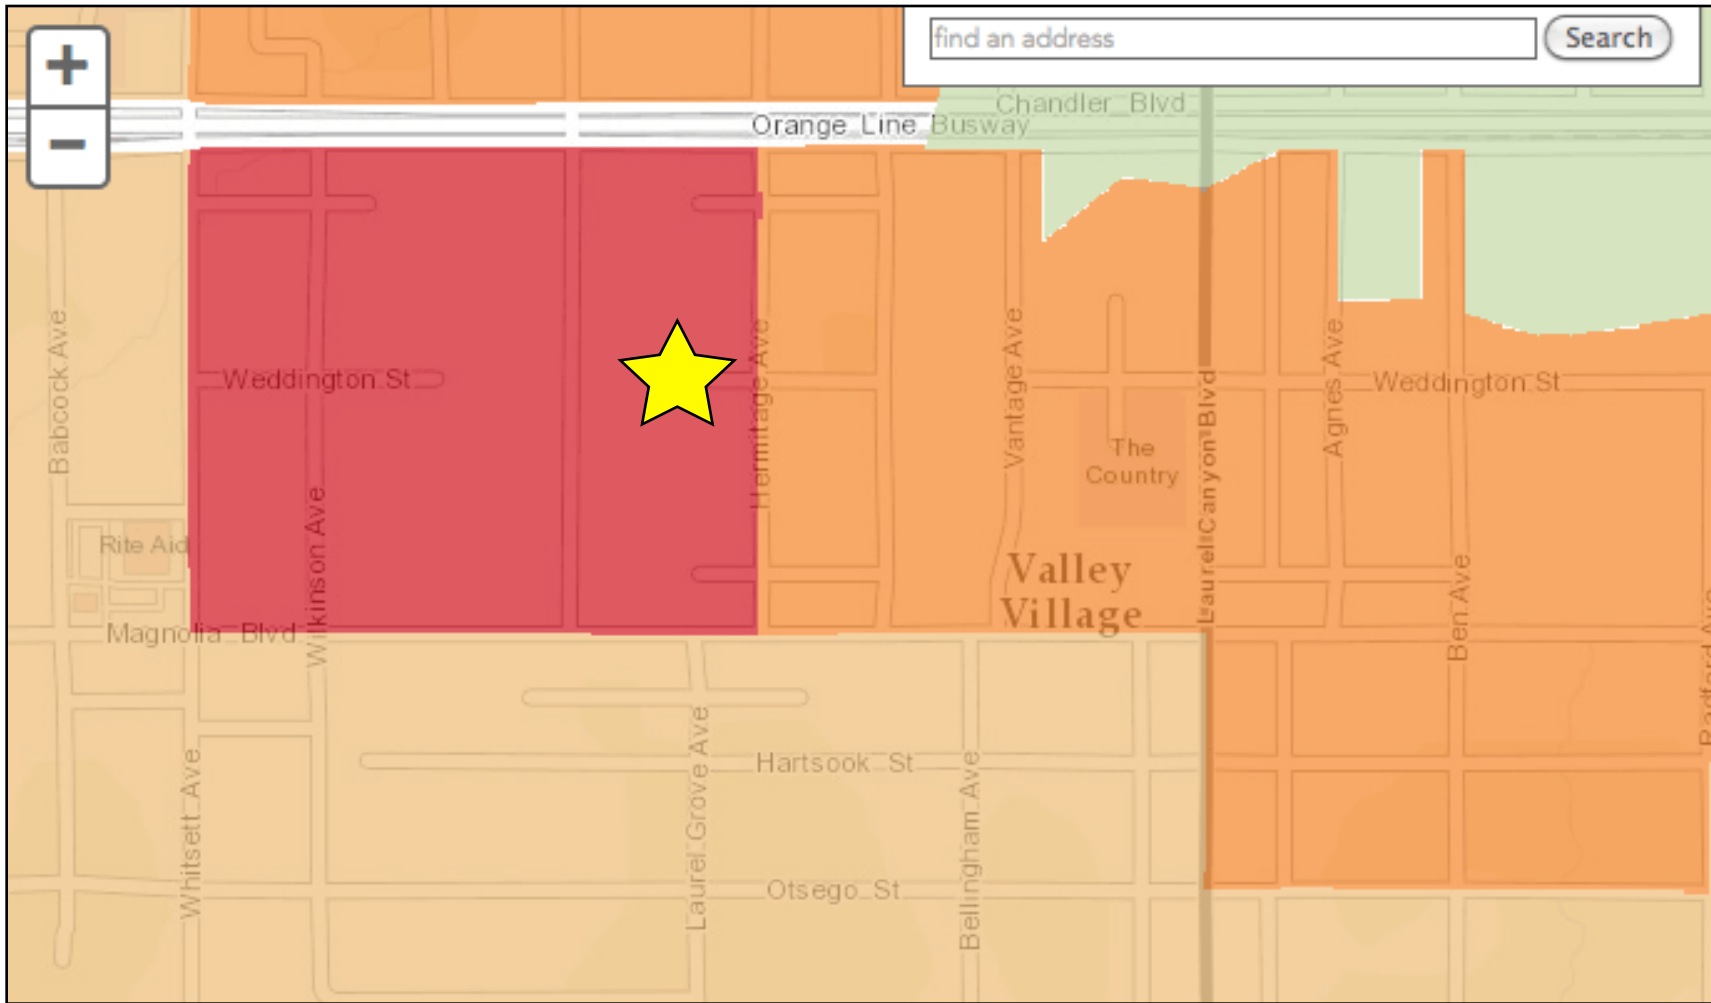 +
−
find an address
Search
Chandler Blvd
Orange Line Busway
Babcock Ave
Weddington St
Hermitage Ave
Vantage Ave
The
Country
Laurel Canyon Blvd
Agnes Ave
Weddington St
Rite Aid
Wilkinson Ave
Valley
Village
Ben Ave
Radford Ave
Magnolia Blvd
Whitsett Ave
Laurel Grove Ave
Hartsook St
Bellingham Ave
Otsego St